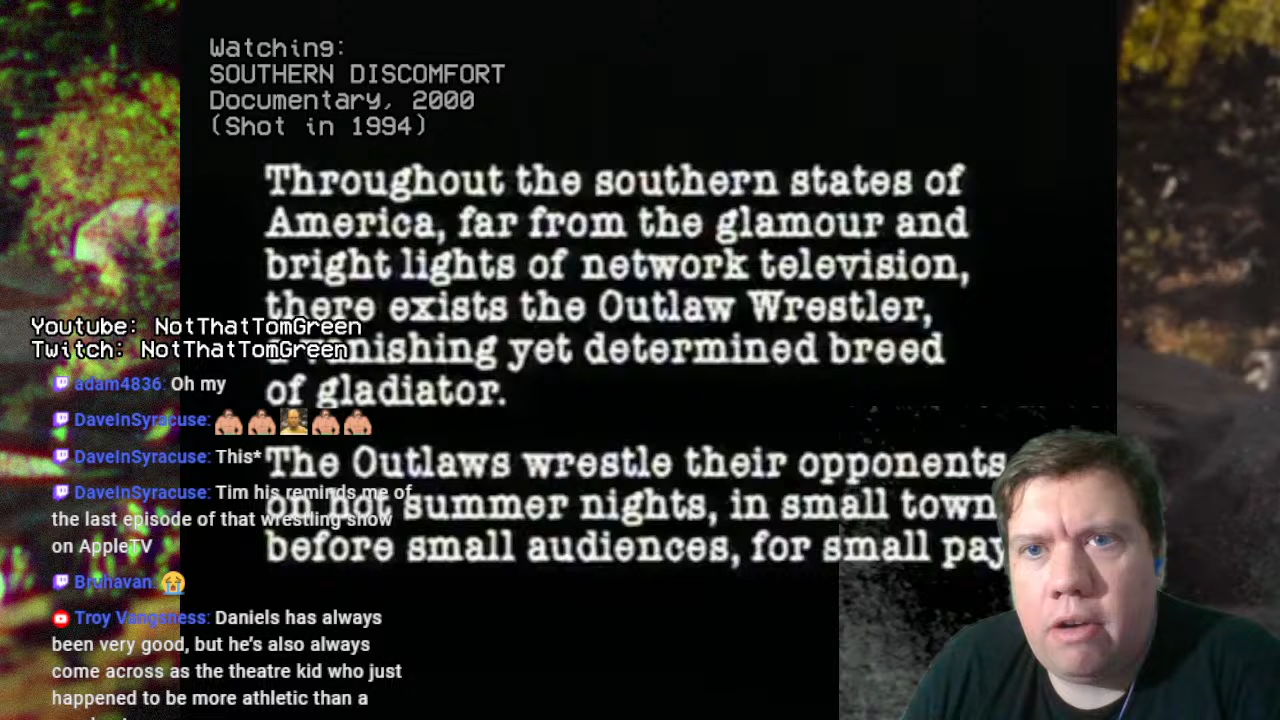 Watching:
SOUTHERN DISCOMFORT
Documentary, 2000
(Shot in 1994)
Throughout the southern states of
America, far from the glamour and
bright lights of network television,
there exists the Outlaw Wrestler,
a vanishing yet determined breed
of gladiator.
The Outlaws wrestle their opponents
on hot summer nights, in small town
before small audiences, for small pay
Youtube: NotThatTomGreen
Twitch: NotThatTomGreen
adam4836: Oh my
DaveInSyracuse:
DaveInSyracuse: This*
DaveInSyracuse: Tim his reminds me of
the last episode of that wrestling show
on AppleTV
Bruhavan 😭
Troy Vangsness: Daniels has always
been very good, but he's also always
come across as the theatre kid who just
happened to be more athletic than a